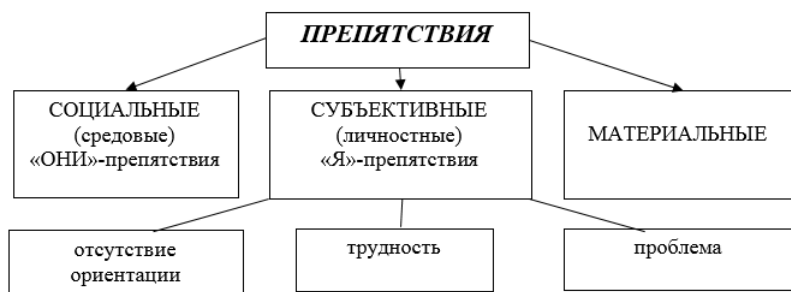 ПРЕПЯТСТВИЯ
СОЦИАЛЬНЫЕ
(средовые)
«ОНИ»-препятствия
СУБЪЕКТИВНЫЕ
(личностные)
«Я»-препятствия
МАТЕРИАЛЬНЫЕ
отсутствие
ориентации
трудность
проблема